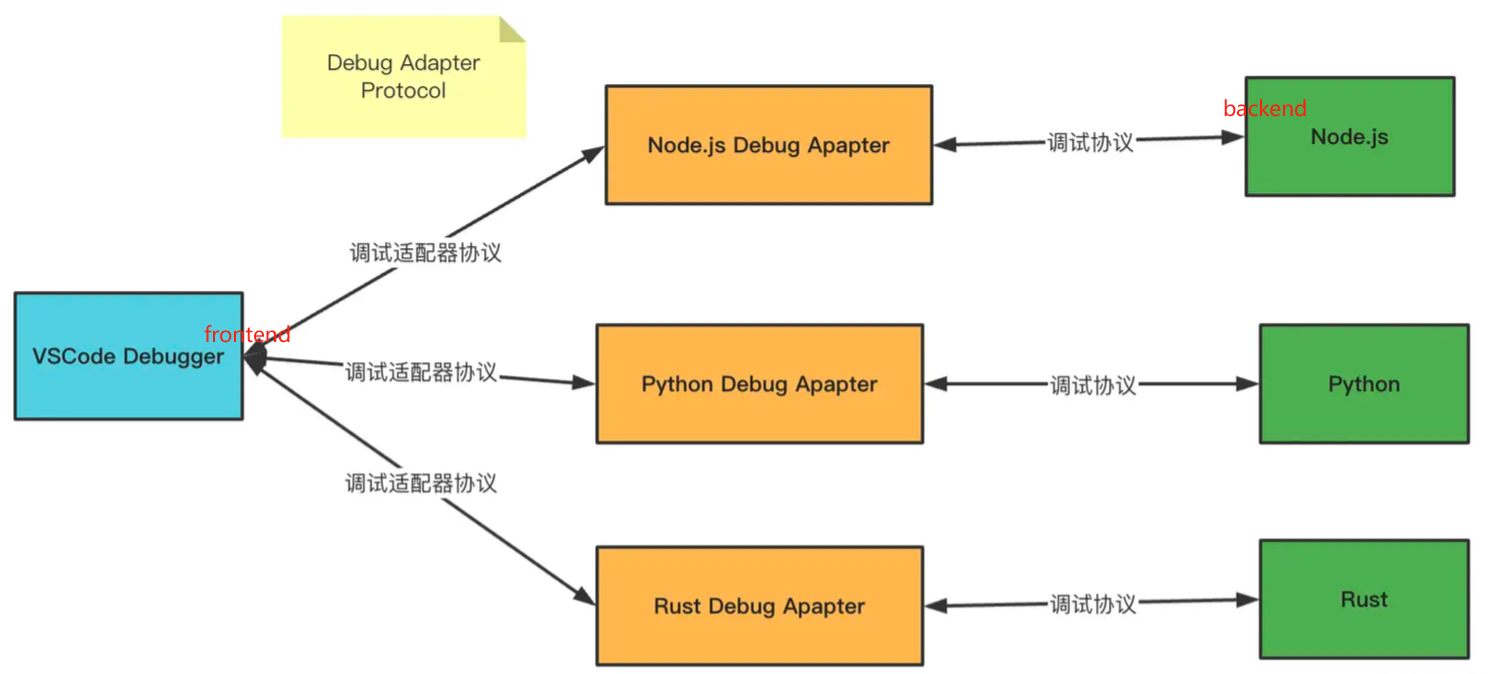 Debug Adapter
Protocol
Node.js Debug Apapter
调试协议
backend
Node.js
调试适配器协议
frontend
VSCode Debugger
调试适配器协议
Python Debug Apapter
调试协议
Python
调试适配器协议
Rust Debug Apapter
调试协议
Rust